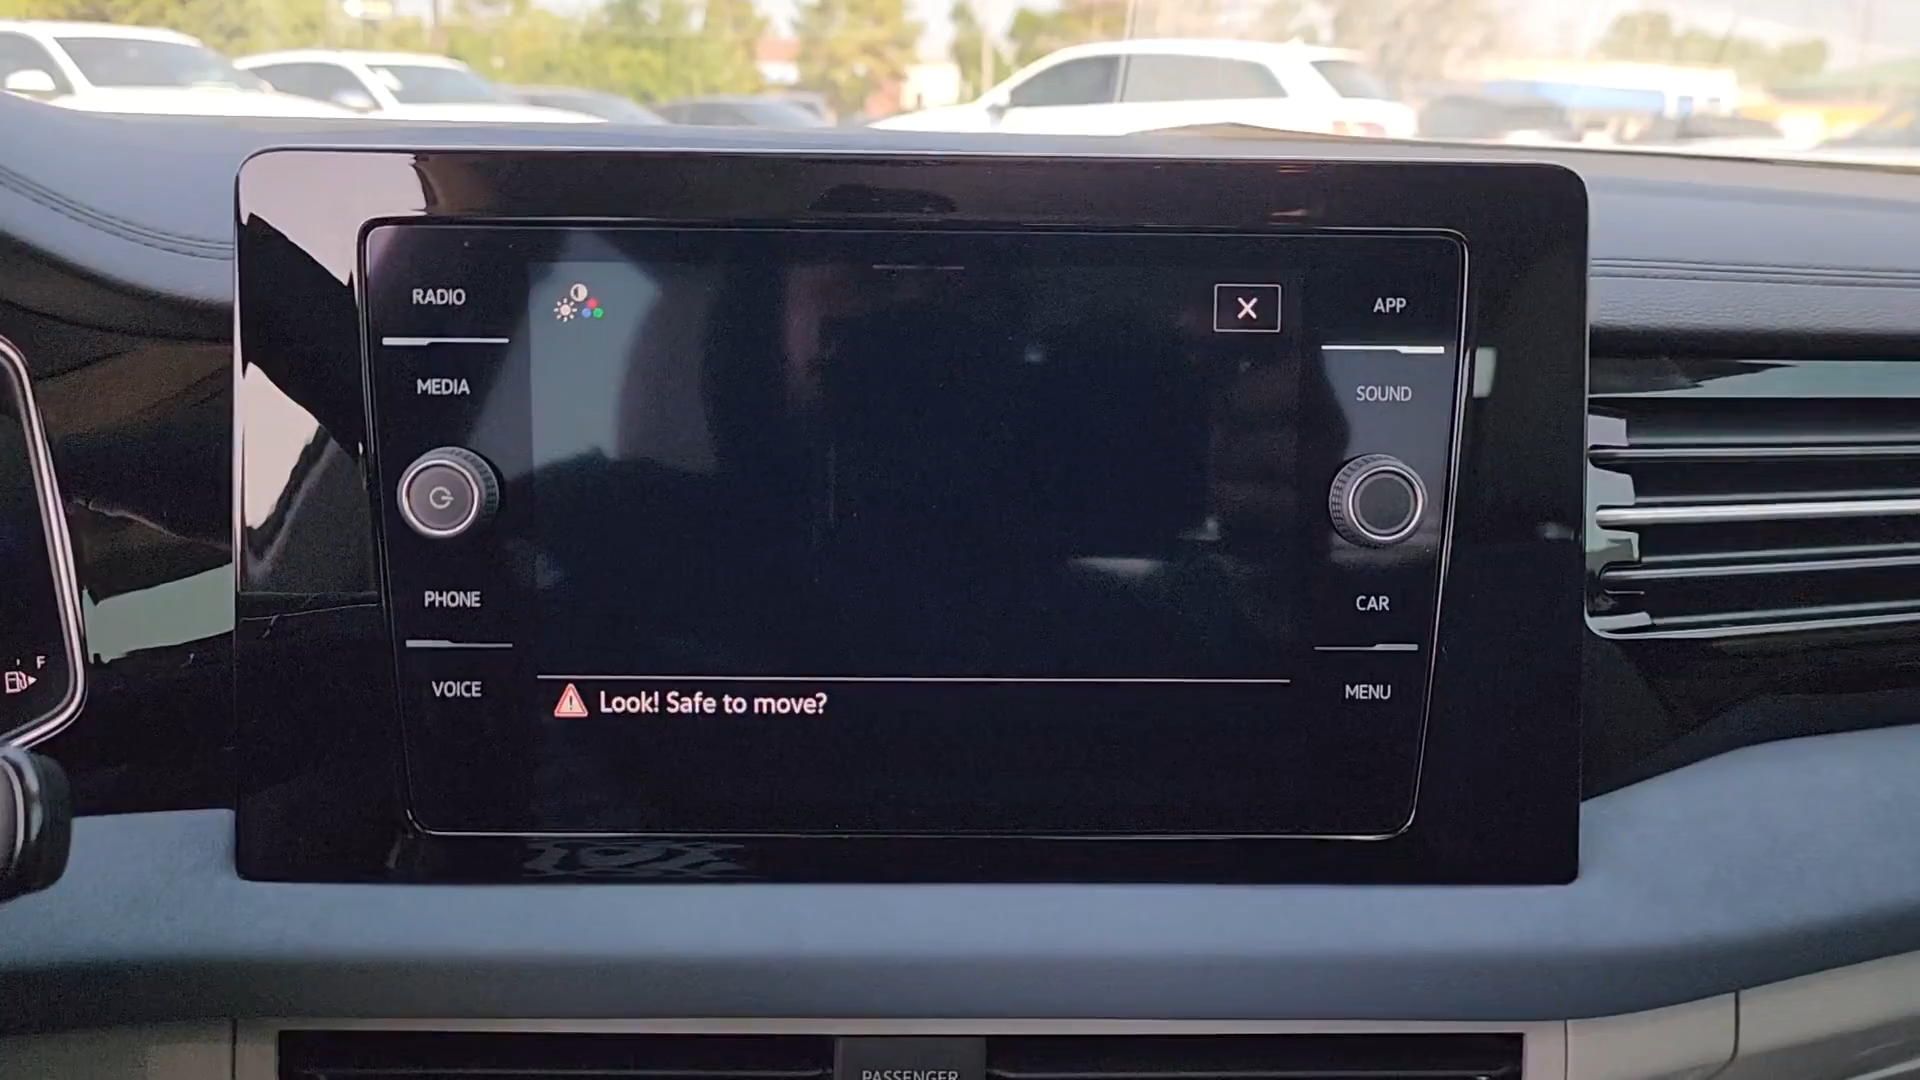 RADIO
MEDIA
PHONE
VOICE
APP
SOUND
CAR
MENU
Look! Safe to move?
F
PASSENGER